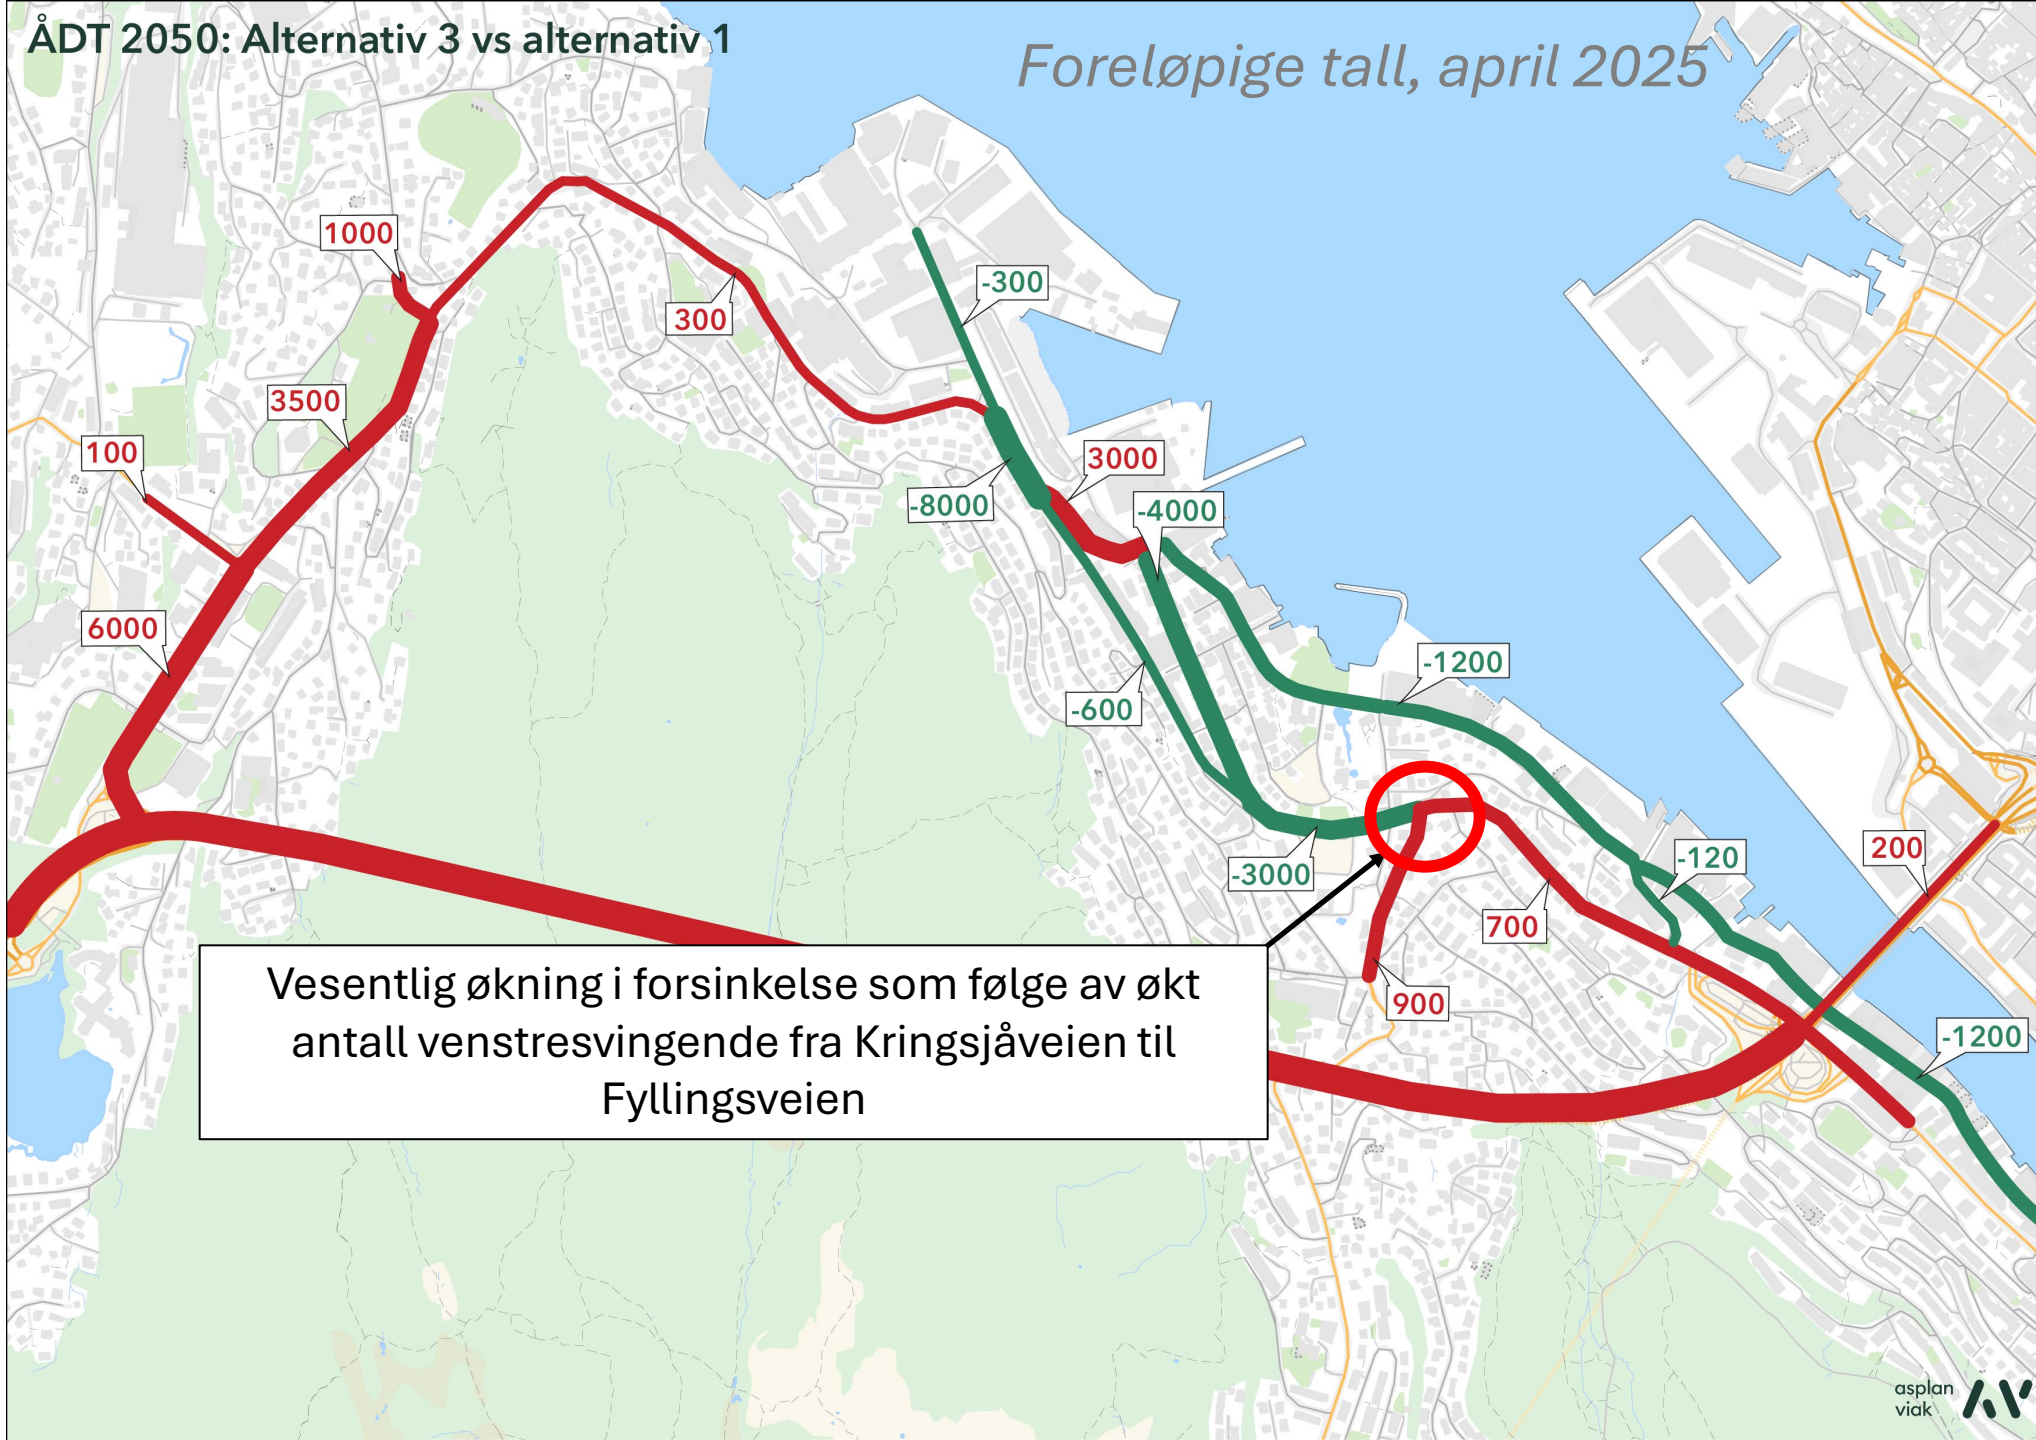 ÅDT 2050: Alternativ 3 vs alternativ 1
Foreløpige tall, april 2025
1000
-300
300
3500
100
3000
-8000
-4000
6000
-1200
-600
-120
200
-3000
700
900
-1200
Vesentlig økning i forsinkelse som følge av økt
antall venstresvingende fra Kringsjåveien til
Fyllingsveien
asplan
viak